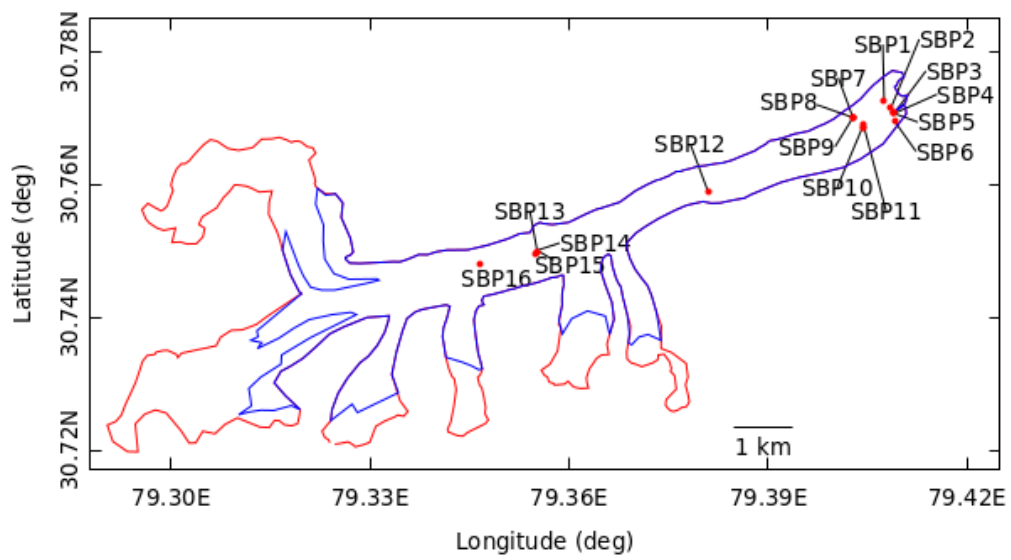 30.78N
30.76N
30.74N
30.72N
Latitude (deg)
SBP1
SBP2
SBP3
SBP4
SBP5
SBP6
SBP7
SBP8
SBP9
SBP10
SBP11
SBP12
SBP13
SBP14
SBP15
SBP16
1 km
79.30E 79.33E 79.36E 79.39E 79.42E
Longitude (deg)